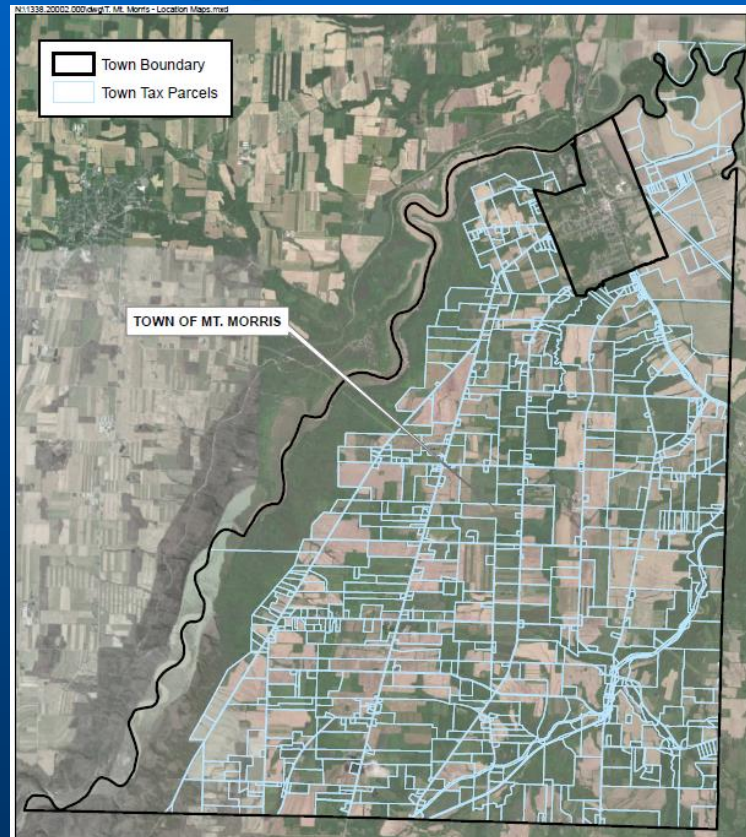 N:\1338.20002.000\dwg\T. Mt. Morris - Location Maps.mxd
Town Boundary
Town Tax Parcels
TOWN OF MT. MORRIS